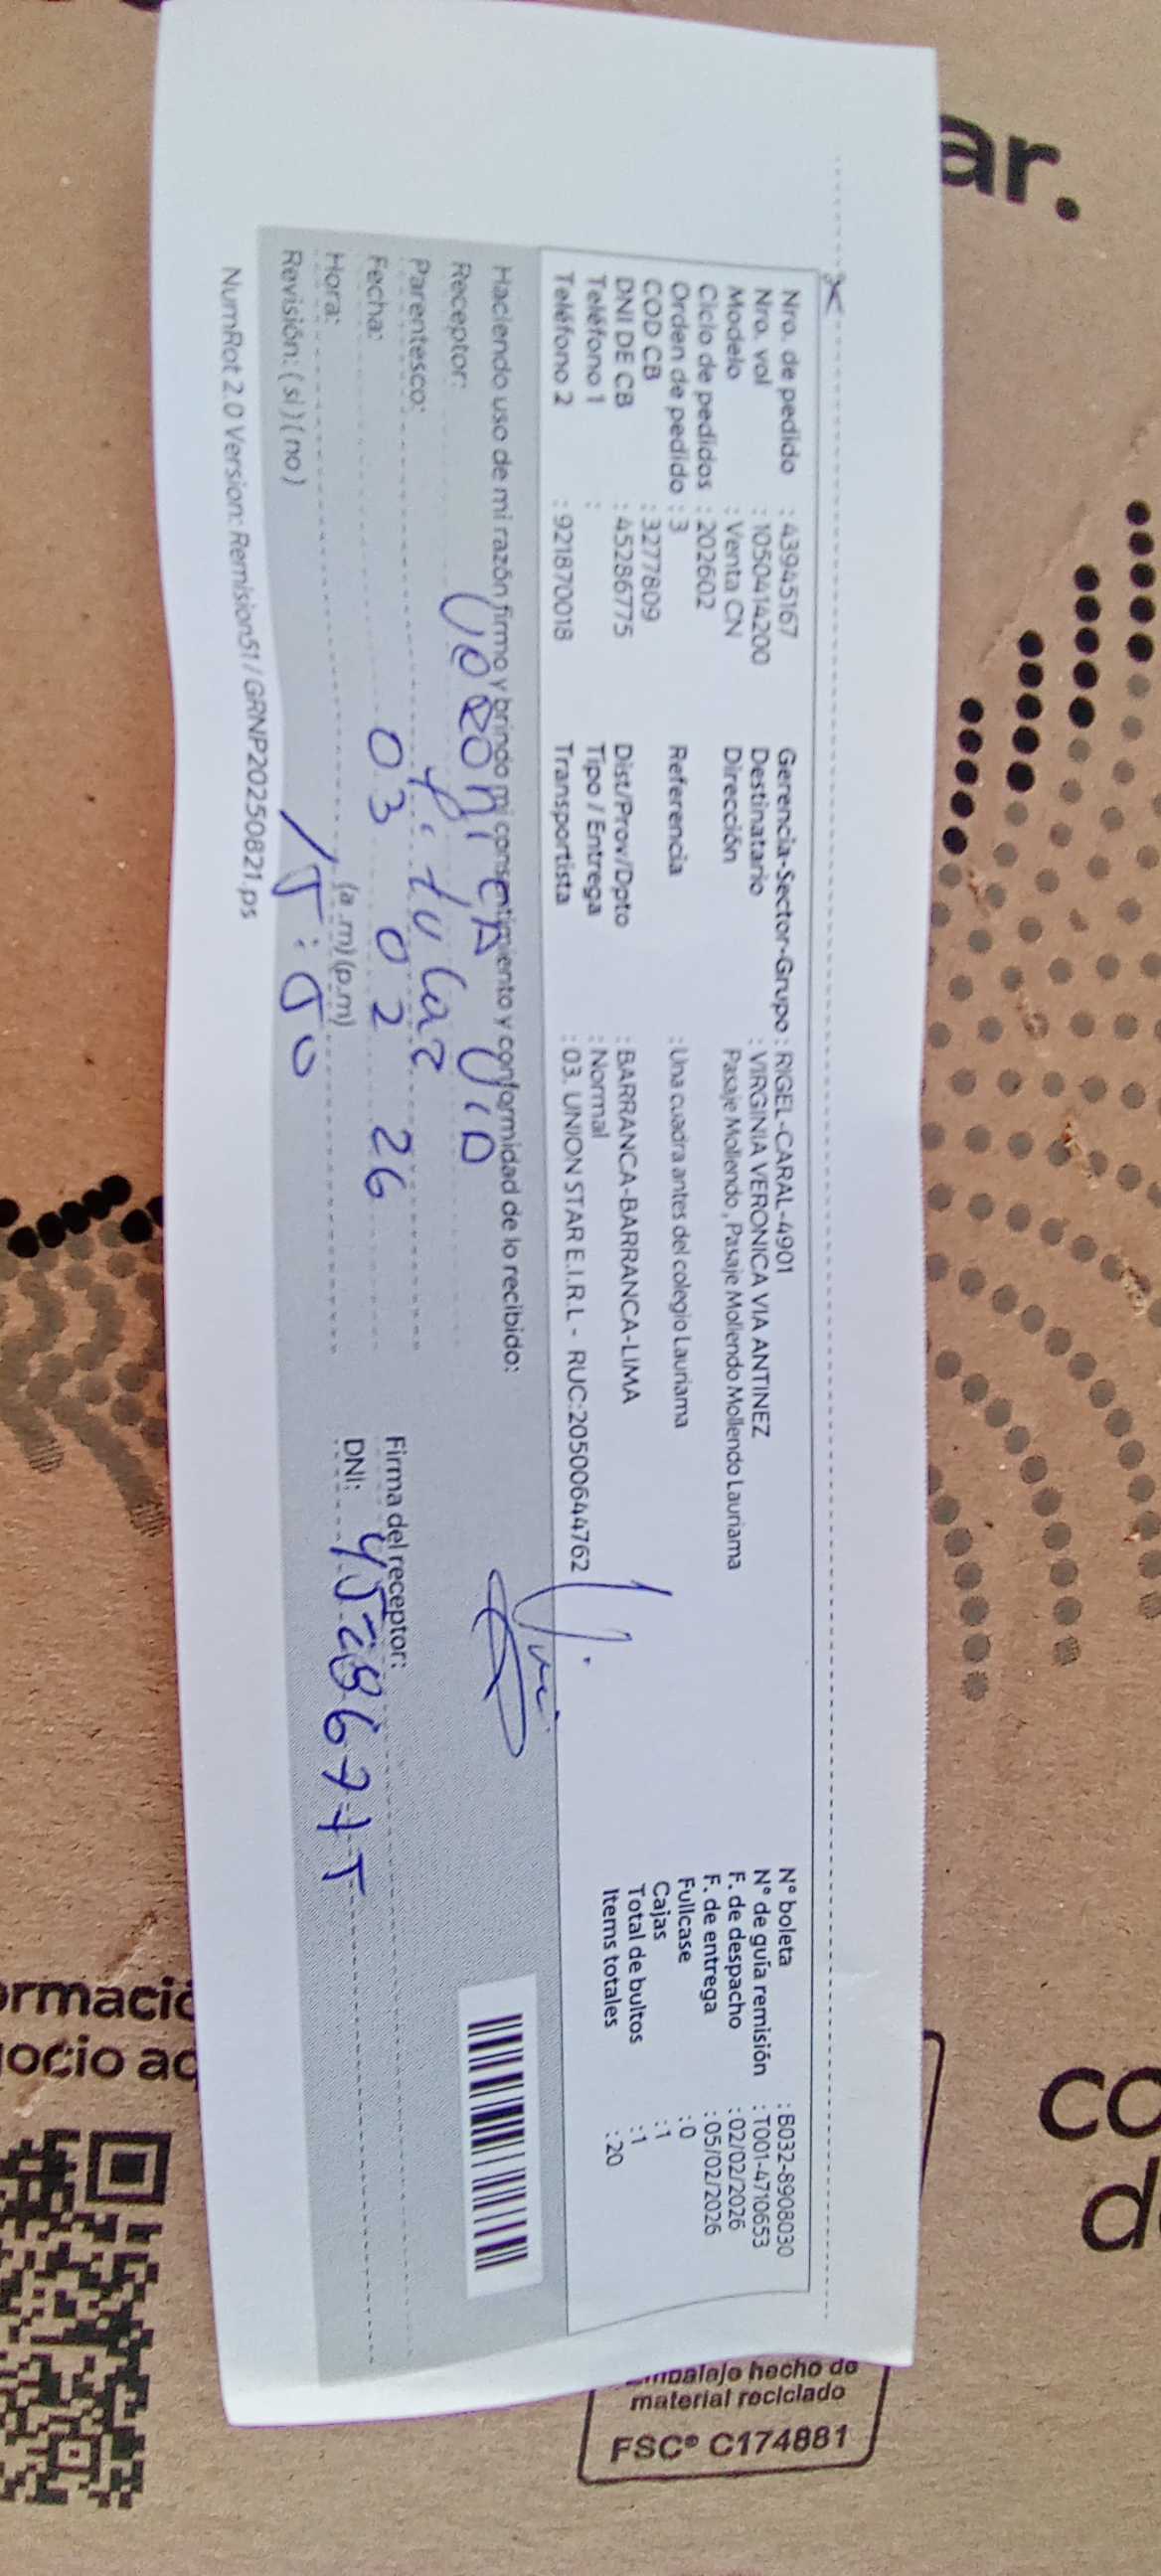 Nro. de pedido : 43945167
Nro. vol : 1050414200
Modelo : Venta CN
Ciclo de pedidos : 202602
Orden de pedido : 3
COD CB : 3277809
DNI DE CB : 45286775
Teléfono 1 :
Teléfono 2 : 921870018
Gerencia-Sector-Grupo : RIGEL-CARAL-4901
Destinatario : VIRGINIA VERONICA VIA ANTINEZ
Dirección Pasaje Mollendo , Pasaje Mollendo Mollendo Lauriama
Referencia : Una cuadra antes del colegio Lauriama
Dist/Prov/Dpto : BARRANCA-BARRANCA-LIMA
Tipo / Entrega : Normal
Transportista : 03. UNION STAR E.I.R.L - RUC:20500644762
N° boleta : B032-8908030
N° de guía remisión : T001-4710653
F. de despacho : 02/02/2026
F. de entrega : 05/02/2026
Fullcase : 0
Cajas : 1
Total de bultos : 1
Items totales : 20
Haciendo uso de mi razón firmo y brindo mi consentimiento y conformidad de lo recibido:
Receptor: VERONICA VIA
Parentesco: Titular
Fecha: 03 02 26
Hora: (a .m) (p.m)
Revisión: ( si ) ( no )
Firma del receptor:
DNI: 45286775
NumRot 2.0 Version: Remision51 / GRNP20250821.ps
ar.
co
d
ormació
ocio aq
embalaje hecho de
material reciclado
FSC® C174881